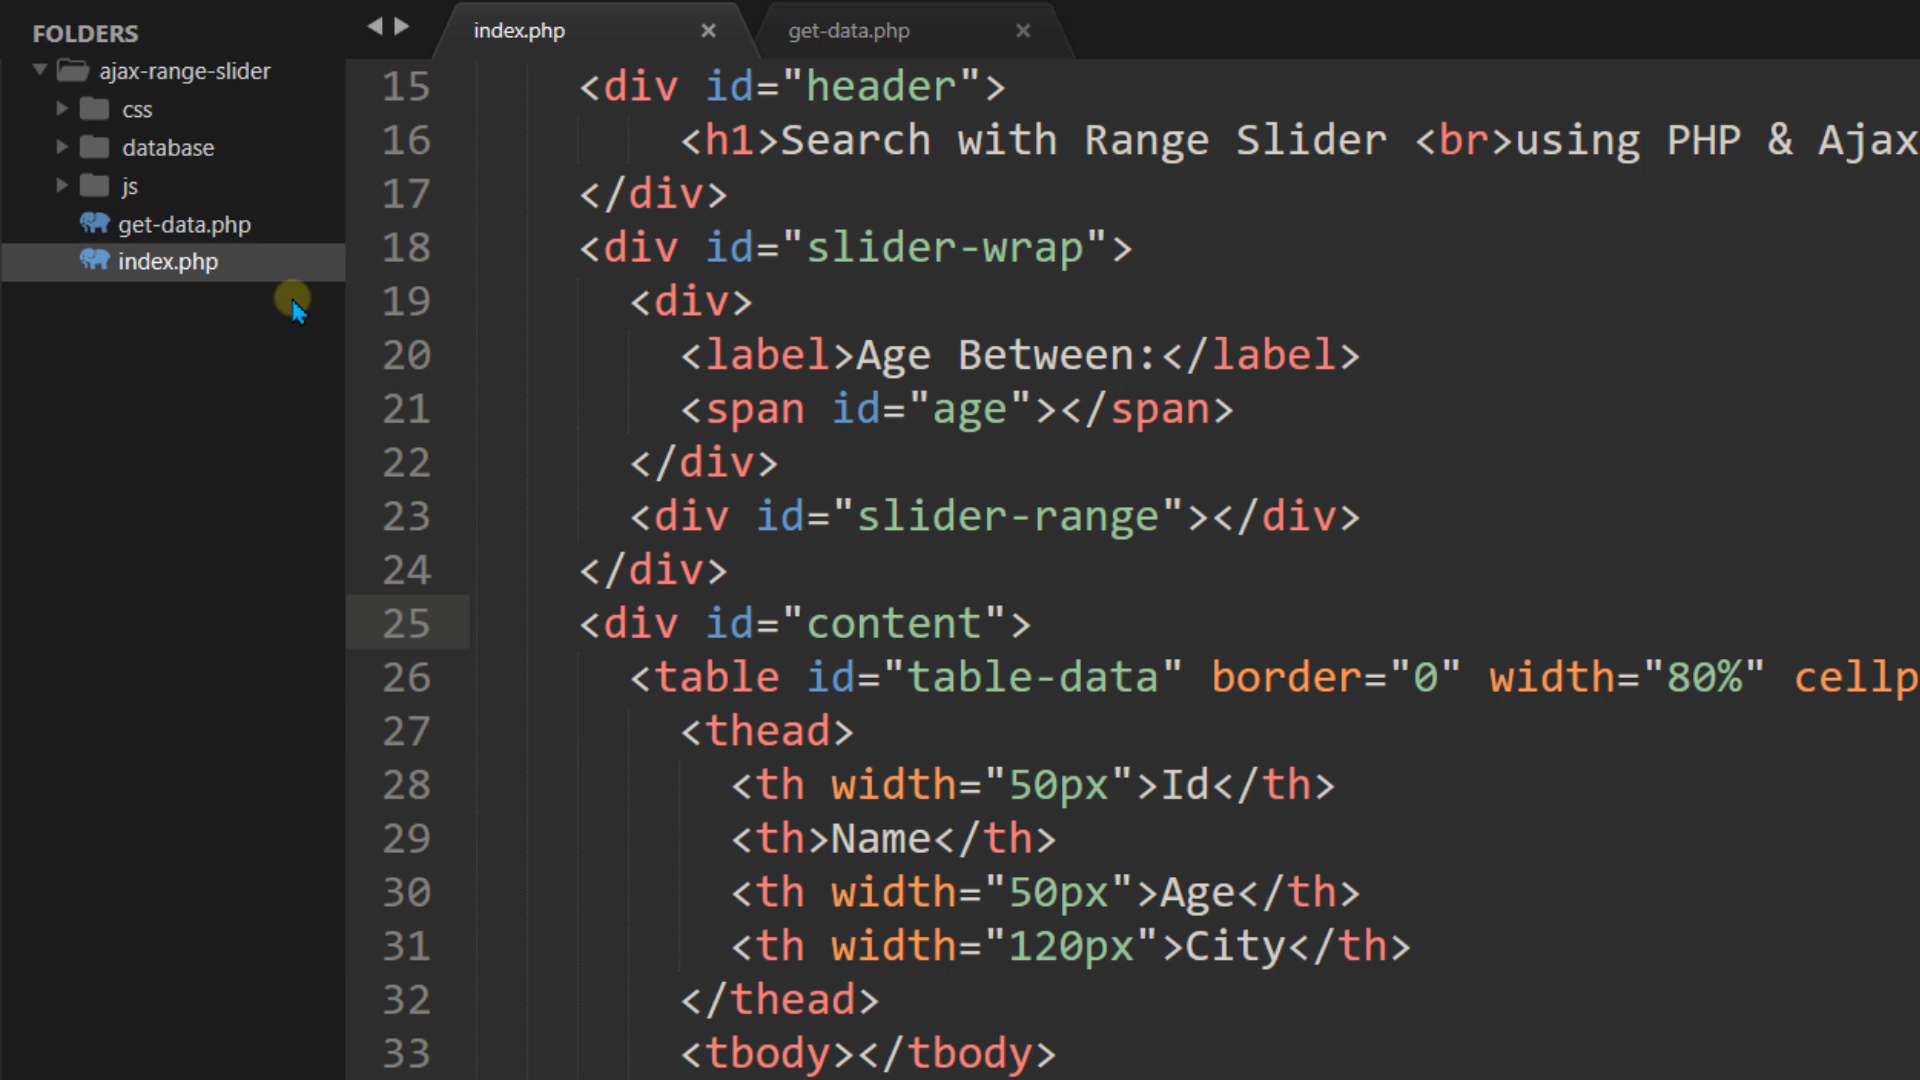 FOLDERS
ajax-range-slider
css
database
js
get-data.php
index.php
index.php
get-data.php
15 <div id="header">
16 <h1>Search with Range Slider <br>using PHP & Ajax
17 </div>
18 <div id="slider-wrap">
19 <div>
20 <label>Age Between:</label>
21 <span id="age"></span>
22 </div>
23 <div id="slider-range"></div>
24 </div>
25 <div id="content">
26 <table id="table-data" border="0" width="80%" cellp
27 <thead>
28 <th width="50px">Id</th>
29 <th>Name</th>
30 <th width="50px">Age</th>
31 <th width="120px">City</th>
32 </thead>
33 <tbody></tbody>